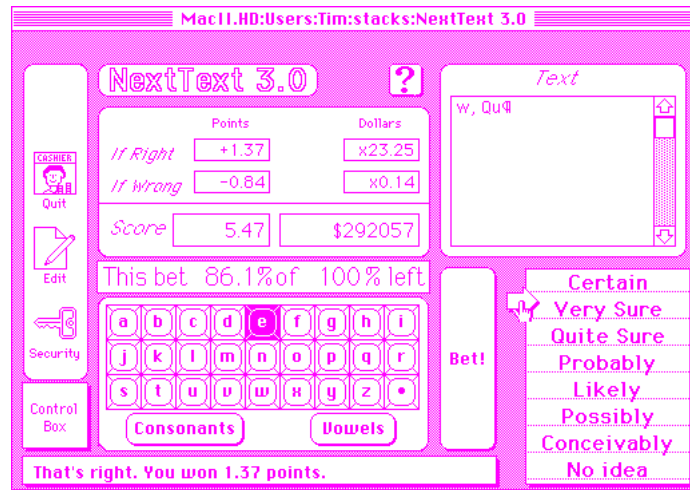 MacII.HD:Users:Tim:stacks:NextText 3.0
NextText 3.0
?
Points
Dollars
If Right
+1.37
x23.25
If Wrong
-0.84
x0.14
Score
5.47
$292057
Text
w, Qu¶
CASHIER
Quit
Edit
Security
Control
Box
This bet 86.1% of 100% left
a b c d e f g h i
j k l m n o p q r
s t u v w x y z •
Consonants
Vowels
Bet!
Certain
Very Sure
Quite Sure
Probably
Likely
Possibly
Conceivably
No idea
That's right. You won 1.37 points.